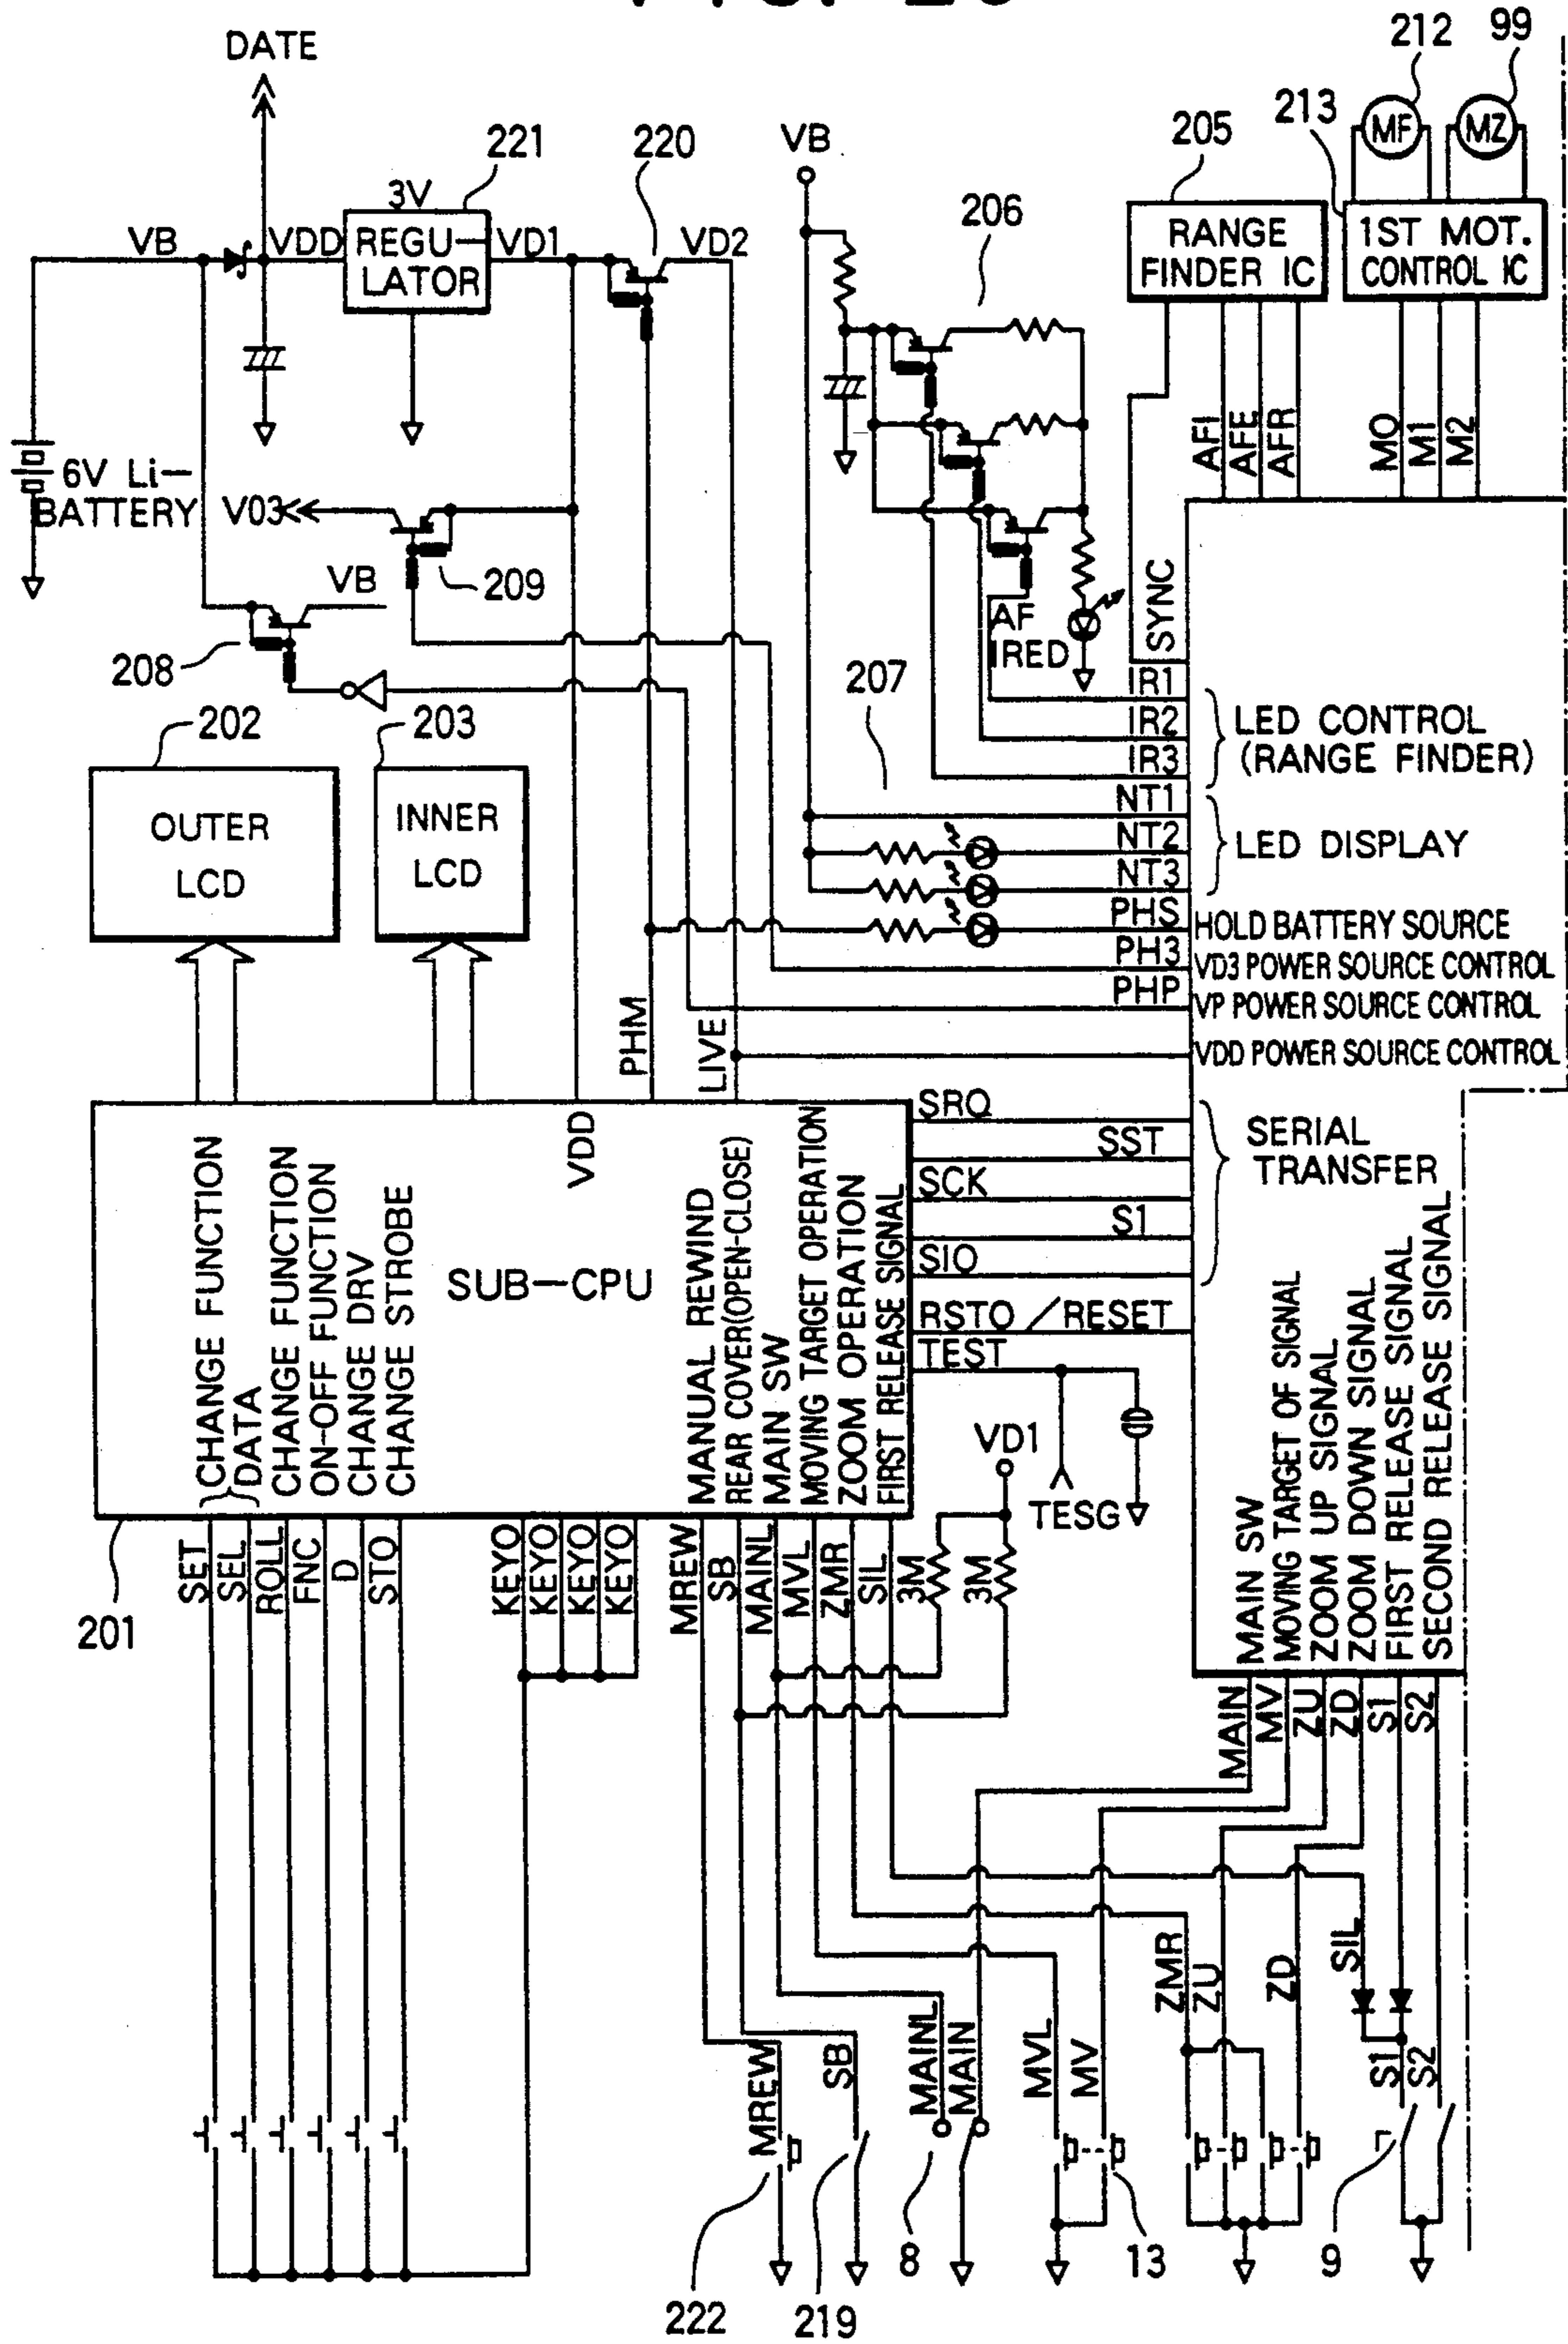 DATE
212
99
221
220
VB
205
213
MF
MZ
3V
206
VB
VDD
REGU-
LATOR
VD1
VD2
RANGE
FINDER IC
1ST MOT.
CONTROL IC
6V Li-
BATTERY
V03
AFI
AFE
AFR
M0
M1
M2
VB
209
208
AF
IRED
SYNC
207
IR1
IR2
IR3
LED CONTROL
(RANGE FINDER)
202
203
OUTER
LCD
INNER
LCD
NT1
NT2
NT3
LED DISPLAY
PHS
HOLD BATTERY SOURCE
PH3
VD3 POWER SOURCE CONTROL
PHP
VP POWER SOURCE CONTROL
PHM
LIVE
VDD POWER SOURCE CONTROL
SRQ
SST
SCK
S1
SIO
SERIAL
TRANSFER
RSTO /RESET
TEST
VDD
SUB-CPU
CHANGE FUNCTION
DATA
CHANGE FUNCTION
ON-OFF FUNCTION
CHANGE DRV
CHANGE STROBE
MANUAL REWIND
REAR COVER(OPEN-CLOSE)
MAIN SW
MOVING TARGET OPERATION
ZOOM OPERATION
FIRST RELEASE SIGNAL
VD1
TESG
MAIN SW
MOVING TARGET OF SIGNAL
ZOOM UP SIGNAL
ZOOM DOWN SIGNAL
FIRST RELEASE SIGNAL
SECOND RELEASE SIGNAL
201
SET
SEL
ROLL
FNC
D
STO
KEYO
KEYO
KEYO
KEYO
MREW
SB
MAINL
MVL
ZMR
SIL
3M
3M
MAIN
MV
ZU
ZD
S1
S2
MREW
SB
MAINL
MAIN
MVL
MV
ZMR
ZU
ZD
SIL
S1
S2
222
219
8
13
9